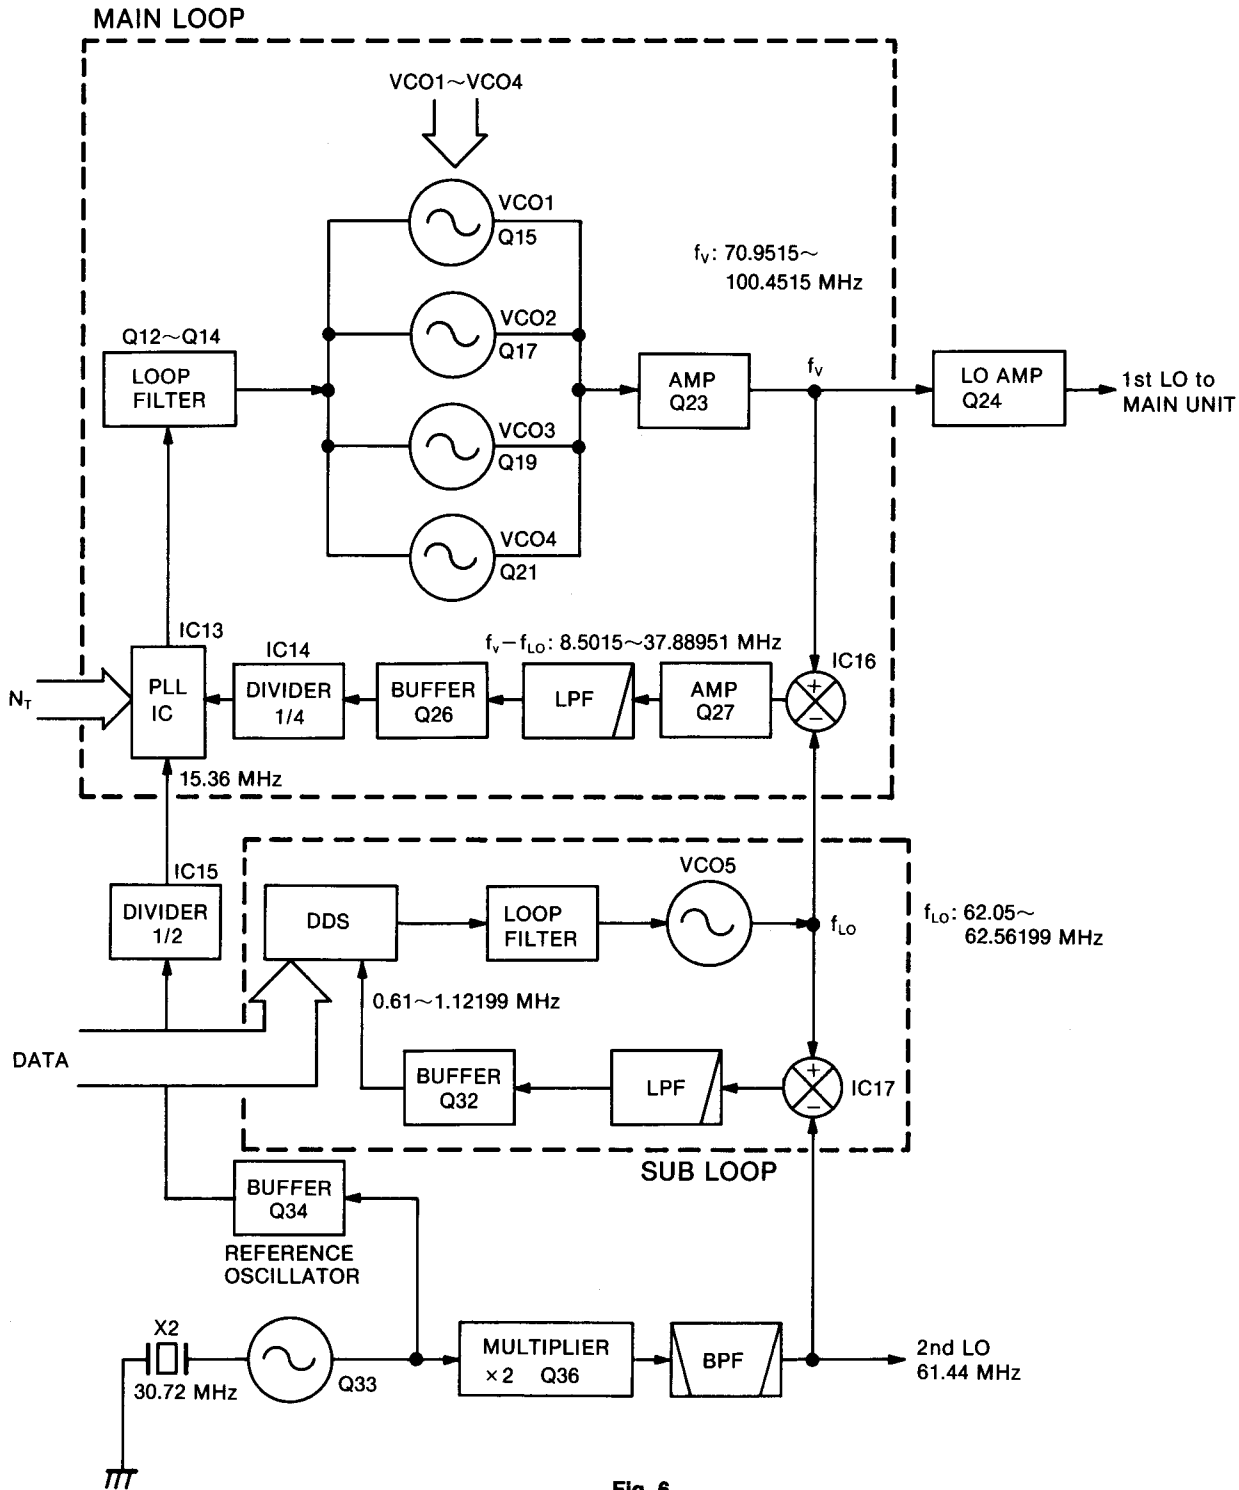 MAIN LOOP
VCO1～VCO4
VCO1
Q15
fV: 70.9515～
100.4515 MHz
VCO2
Q17
Q12～Q14
LOOP
FILTER
AMP
Q23
fV
LO AMP
Q24
1st LO to
MAIN UNIT
VCO3
Q19
VCO4
Q21
IC13
fV−fLO: 8.5015～37.88951 MHz
IC14
IC16
NT
PLL
IC
DIVIDER
1/4
BUFFER
Q26
LPF
AMP
Q27
+
−
15.36 MHz
IC15
DIVIDER
1/2
VCO5
DDS
LOOP
FILTER
fLO
fLO: 62.05～
62.56199 MHz
0.61～1.12199 MHz
DATA
BUFFER
Q32
LPF
+
−
IC17
SUB LOOP
BUFFER
Q34
REFERENCE
OSCILLATOR
X2
30.72 MHz
Q33
MULTIPLIER
×2 Q36
BPF
2nd LO
61.44 MHz
Fig. 6